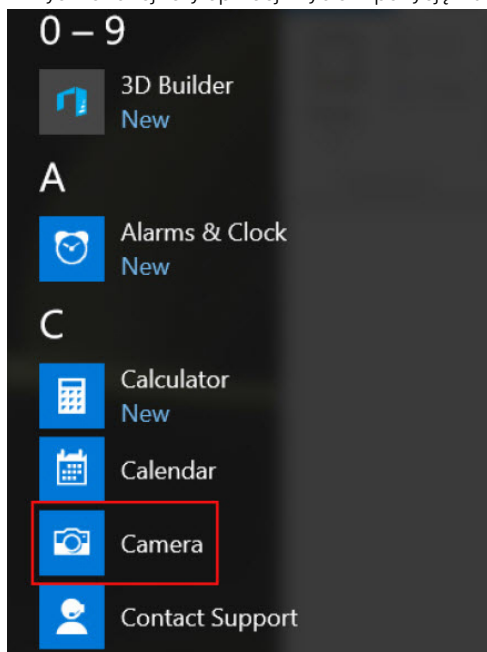 0 – 9
3D Builder
New
A
Alarms & Clock
New
C
Calculator
New
Calendar
Camera
Contact Support